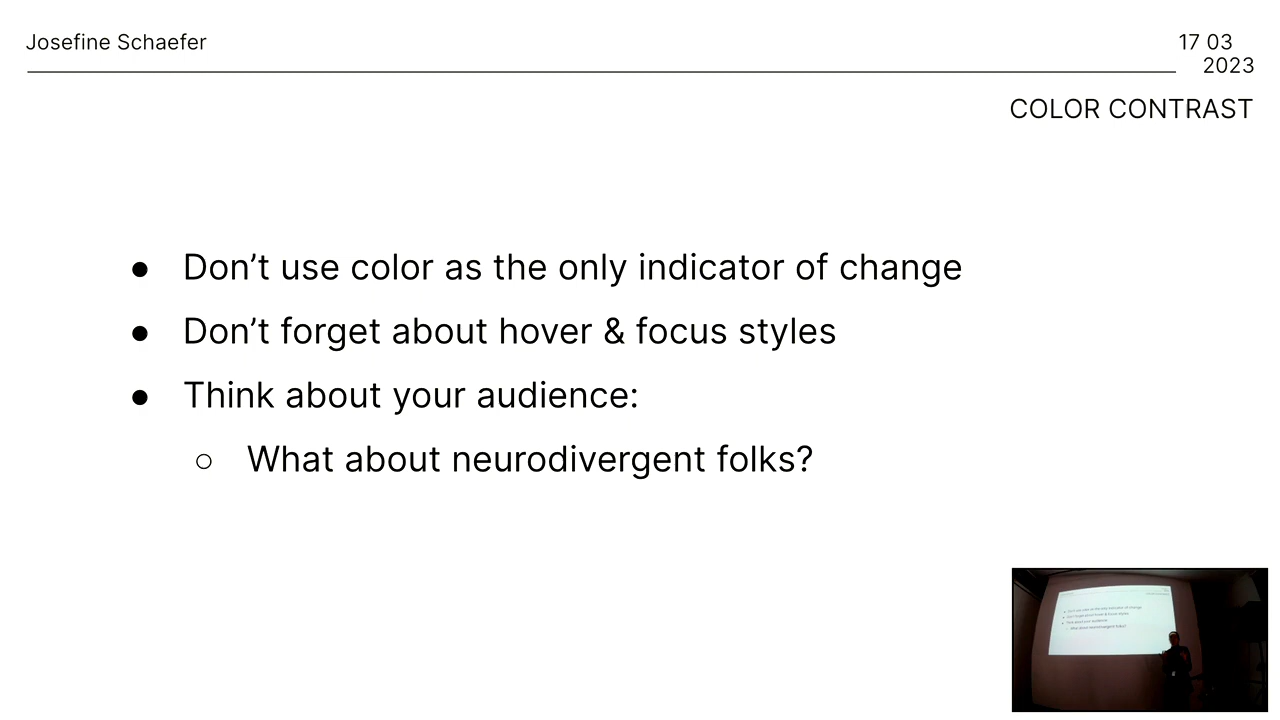 Josefine Schaefer
17 03
2023
COLOR CONTRAST
● Don’t use color as the only indicator of change
● Don’t forget about hover & focus styles
● Think about your audience:
○ What about neurodivergent folks?